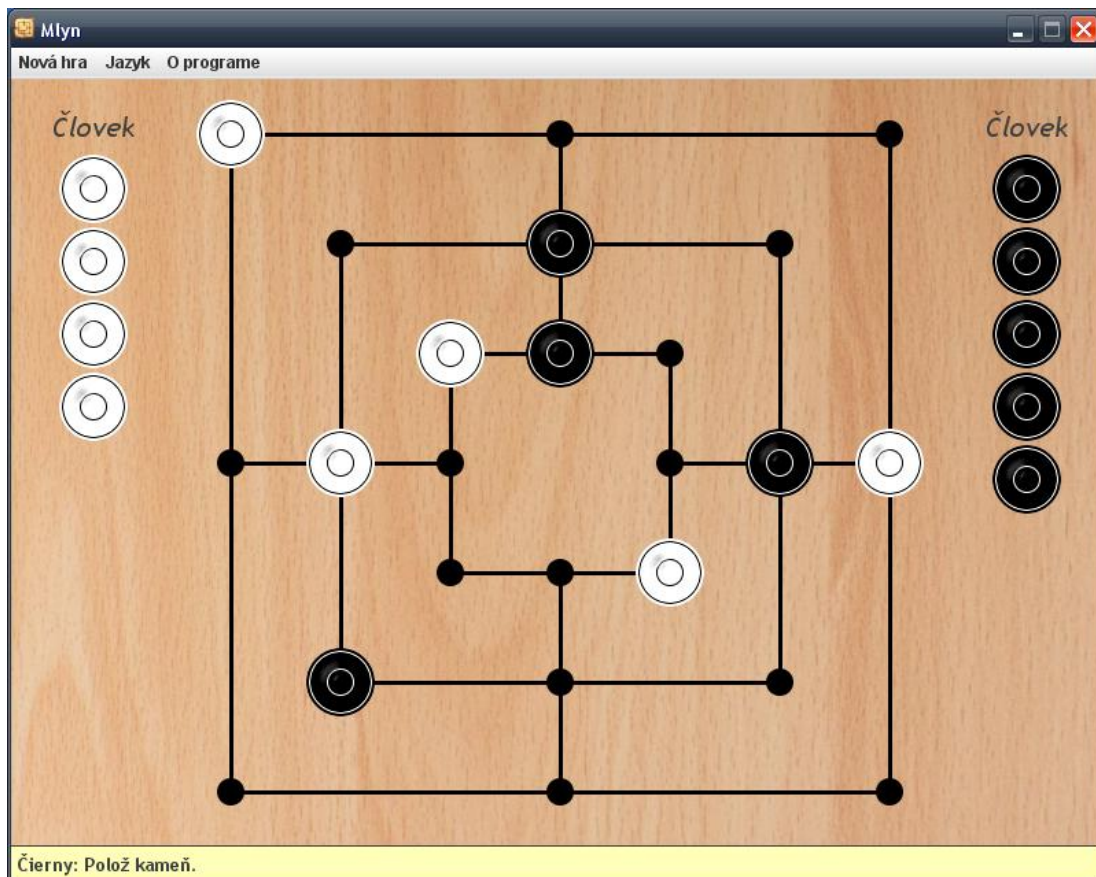 Mlyn
Nová hra Jazyk O programe
Človek
Človek
Čierny: Polož kameň.